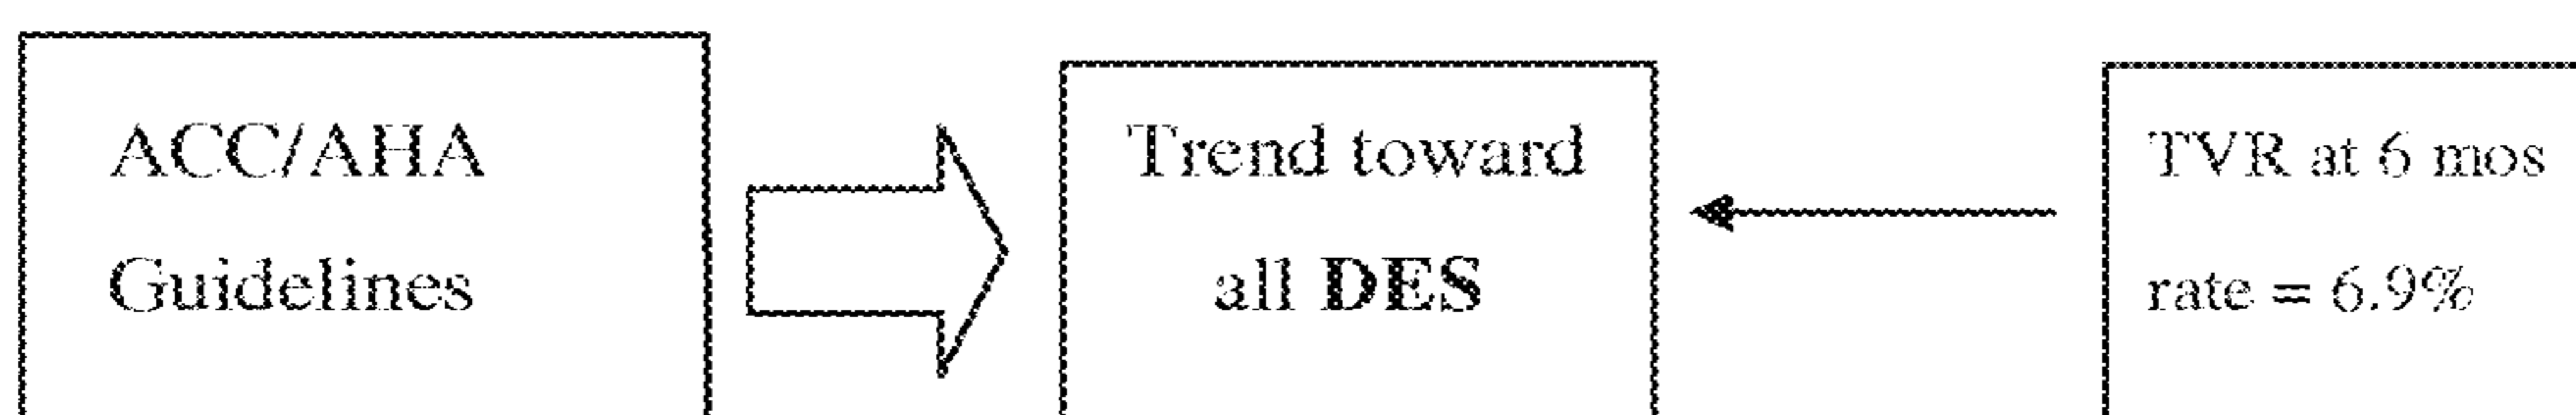 ACC/AHA
Guidelines
Trend toward
all DES
TVR at 6 mos
rate = 6.9%